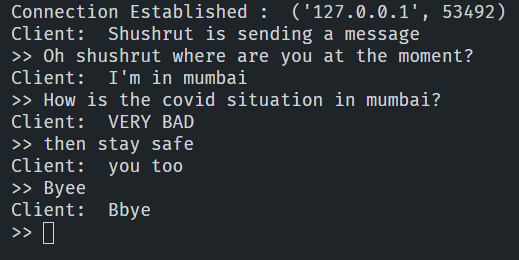 Connection Established :  ('127.0.0.1', 53492)
Client:  Shushrut is sending a message
>> Oh shushrut where are you at the moment?
Client:  I'm in mumbai
>> How is the covid situation in mumbai?
Client:  VERY BAD
>> then stay safe
Client:  you too
>> Byee
Client:  Bbye
>>